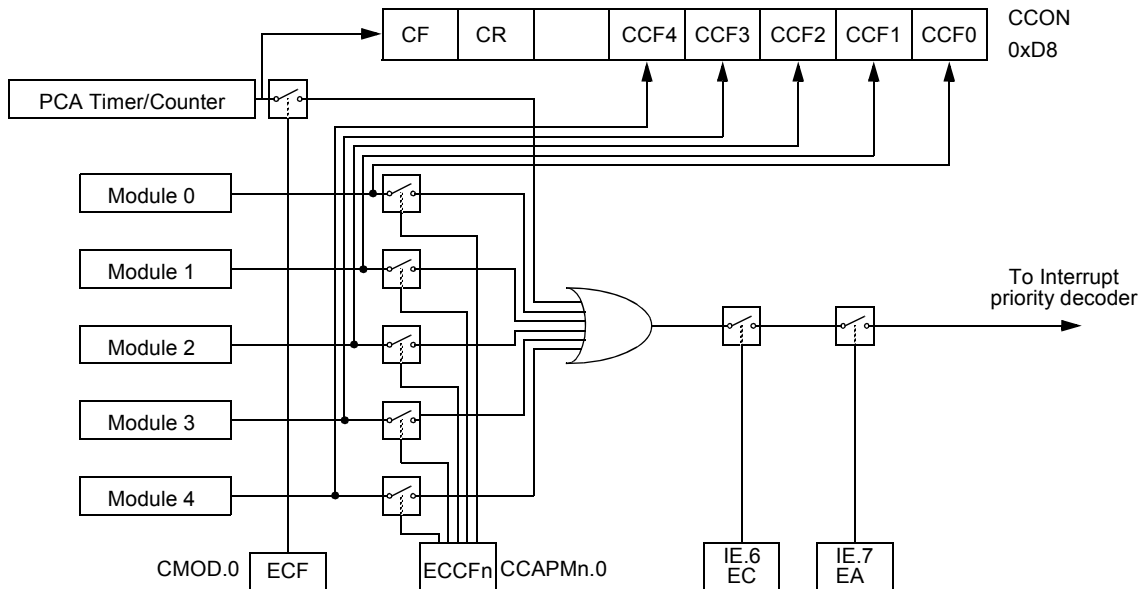 CF CR CCF4 CCF3 CCF2 CCF1 CCF0
CCON
0xD8
PCA Timer/Counter
Module 0
Module 1
Module 2
Module 3
Module 4
To Interrupt
priority decoder
CMOD.0 ECF
ECCFn CCAPMn.0
IE.6
EC
IE.7
EA